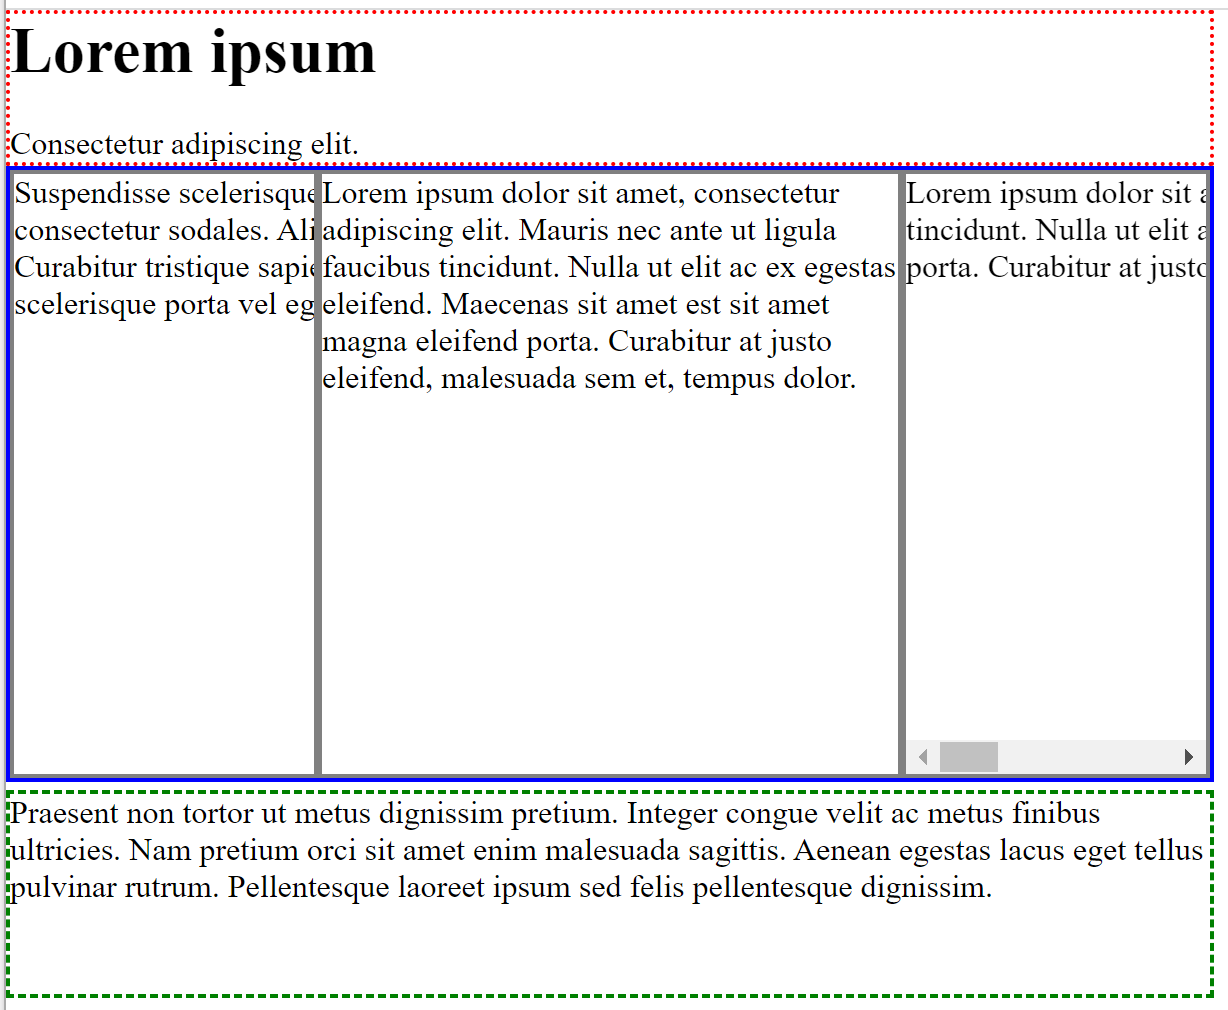 Lorem ipsum
Consectetur adipiscing elit.
Suspendisse scelerisque
consectetur sodales. Ali
Curabitur tristique sapie
scelerisque porta vel eg
Lorem ipsum dolor sit amet, consectetur
adipiscing elit. Mauris nec ante ut ligula
faucibus tincidunt. Nulla ut elit ac ex egestas
eleifend. Maecenas sit amet est sit amet
magna eleifend porta. Curabitur at justo
eleifend, malesuada sem et, tempus dolor.
Lorem ipsum dolor sit a
tincidunt. Nulla ut elit a
porta. Curabitur at justo
Praesent non tortor ut metus dignissim pretium. Integer congue velit ac metus finibus
ultricies. Nam pretium orci sit amet enim malesuada sagittis. Aenean egestas lacus eget tellus
pulvinar rutrum. Pellentesque laoreet ipsum sed felis pellentesque dignissim.